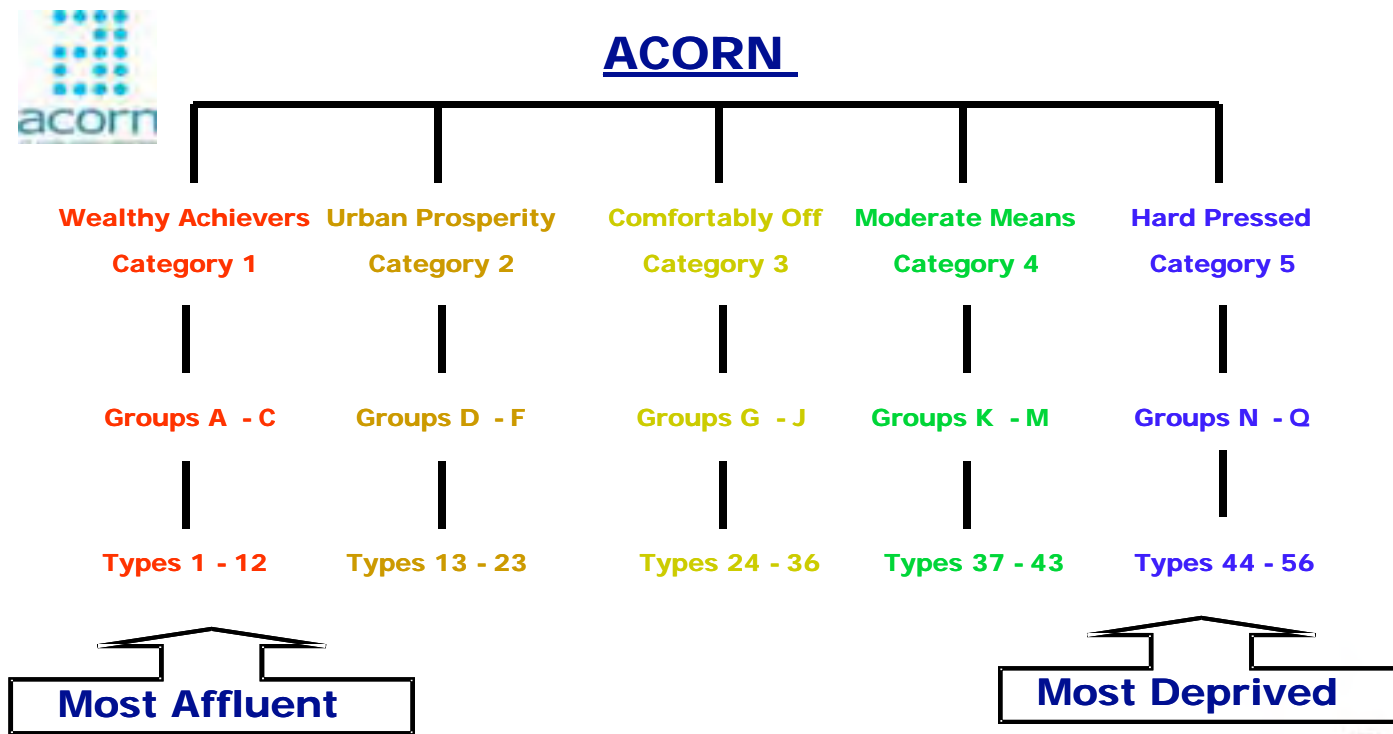 acorn
ACORN
Wealthy Achievers
Category 1
Urban Prosperity
Category 2
Comfortably Off
Category 3
Moderate Means
Category 4
Hard Pressed
Category 5
Groups A - C
Groups D - F
Groups G - J
Groups K - M
Groups N - Q
Types 1 - 12
Types 13 - 23
Types 24 - 36
Types 37 - 43
Types 44 - 56
Most Affluent
Most Deprived